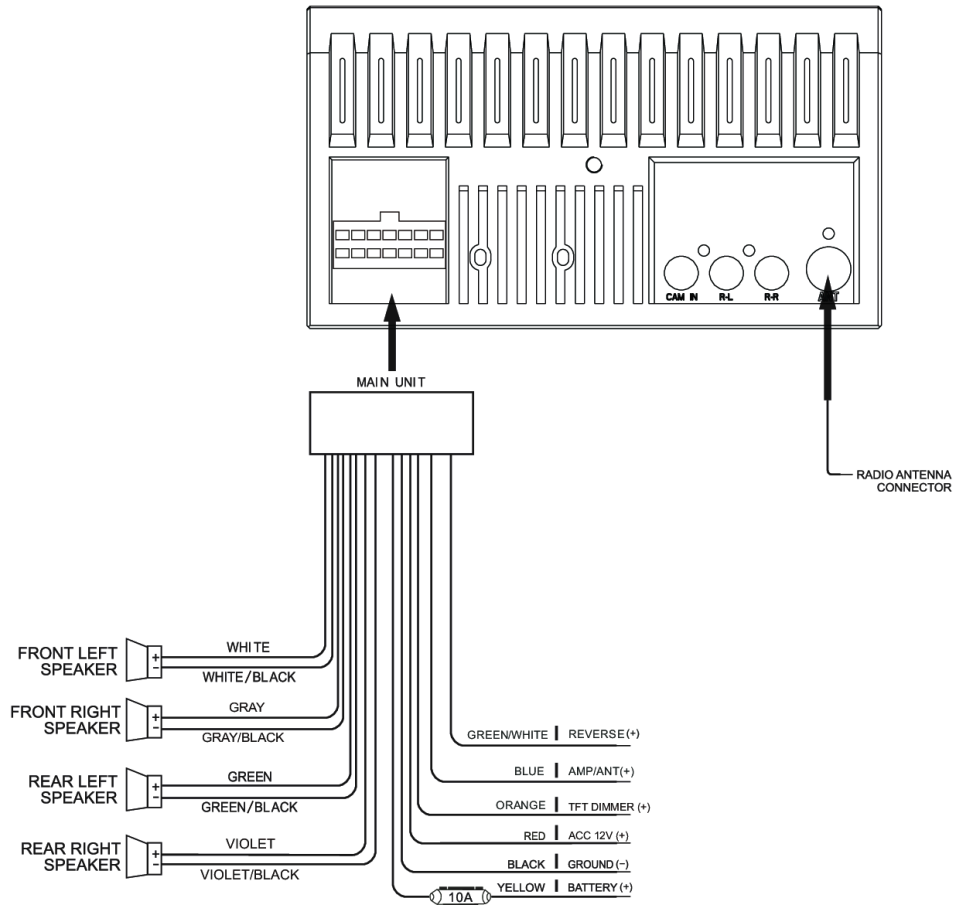 CAM IN R-L R-R ANT
MAIN UNIT
RADIO ANTENNA
CONNECTOR
FRONT LEFT
SPEAKER
+
−
WHITE
WHITE/BLACK
FRONT RIGHT
SPEAKER
+
−
GRAY
GRAY/BLACK
REAR LEFT
SPEAKER
+
−
GREEN
GREEN/BLACK
REAR RIGHT
SPEAKER
+
−
VIOLET
VIOLET/BLACK
GREEN/WHITE | REVERSE(+)
BLUE | AMP/ANT(+)
ORANGE | TFT DIMMER (+)
RED | ACC 12V (+)
BLACK | GROUND(−)
YELLOW | BATTERY(+)
10A